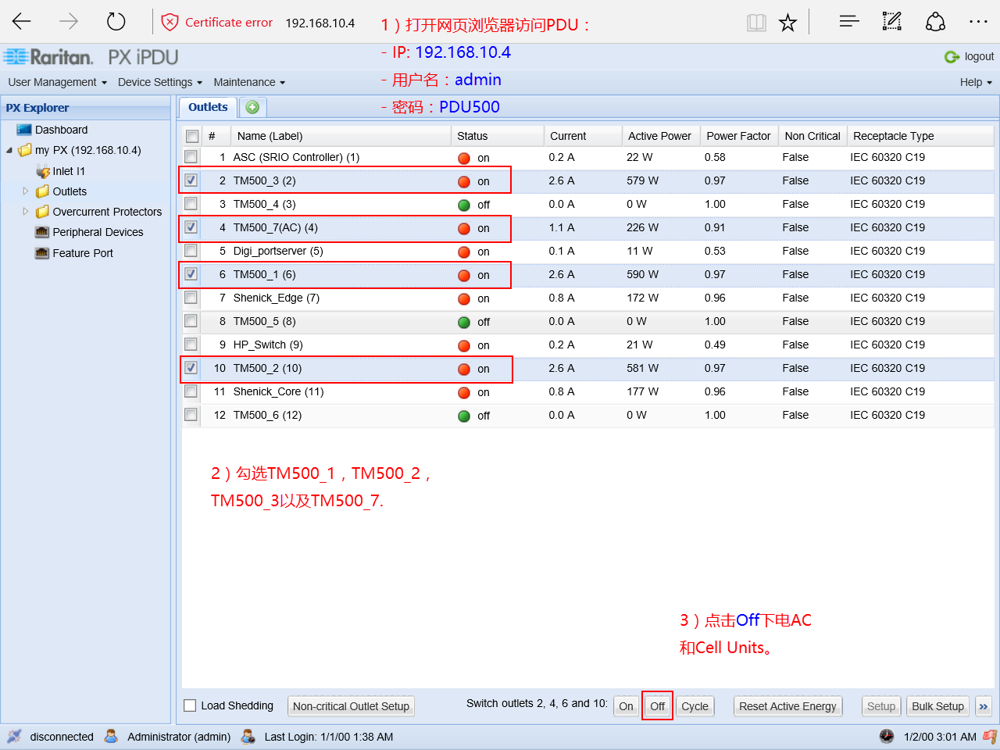 Certificate error 192.168.10.4
1）打开网页浏览器访问PDU：
- IP: 192.168.10.4
- 用户名：admin
- 密码：PDU500
Raritan. PX iPDU
logout
User Management Device Settings Maintenance
Help
PX Explorer
Dashboard
my PX (192.168.10.4)
Inlet I1
Outlets
Overcurrent Protectors
Peripheral Devices
Feature Port
Outlets
# Name (Label) Status Current Active Power Power Factor Non Critical Receptacle Type
1 ASC (SRIO Controller) (1) on 0.2 A 22 W 0.58 False IEC 60320 C19
2 TM500_3 (2) on 2.6 A 579 W 0.97 False IEC 60320 C19
3 TM500_4 (3) off 0.0 A 0 W 1.00 False IEC 60320 C19
4 TM500_7(AC) (4) on 1.1 A 226 W 0.91 False IEC 60320 C19
5 Digi_portserver (5) on 0.1 A 11 W 0.53 False IEC 60320 C19
6 TM500_1 (6) on 2.6 A 590 W 0.97 False IEC 60320 C19
7 Shenick_Edge (7) on 0.8 A 172 W 0.96 False IEC 60320 C19
8 TM500_5 (8) off 0.0 A 0 W 1.00 False IEC 60320 C19
9 HP_Switch (9) on 0.2 A 21 W 0.49 False IEC 60320 C19
10 TM500_2 (10) on 2.6 A 581 W 0.97 False IEC 60320 C19
11 Shenick_Core (11) on 0.8 A 177 W 0.96 False IEC 60320 C19
12 TM500_6 (12) off 0.0 A 0 W 1.00 False IEC 60320 C19
2）勾选TM500_1，TM500_2，
TM500_3以及TM500_7.
3）点击Off下电AC
和Cell Units。
Load Shedding Non-critical Outlet Setup Switch outlets 2, 4, 6 and 10: On Off Cycle Reset Active Energy Setup Bulk Setup »
disconnected Administrator (admin) Last Login: 1/1/00 1:38 AM 1/2/00 3:01 AM